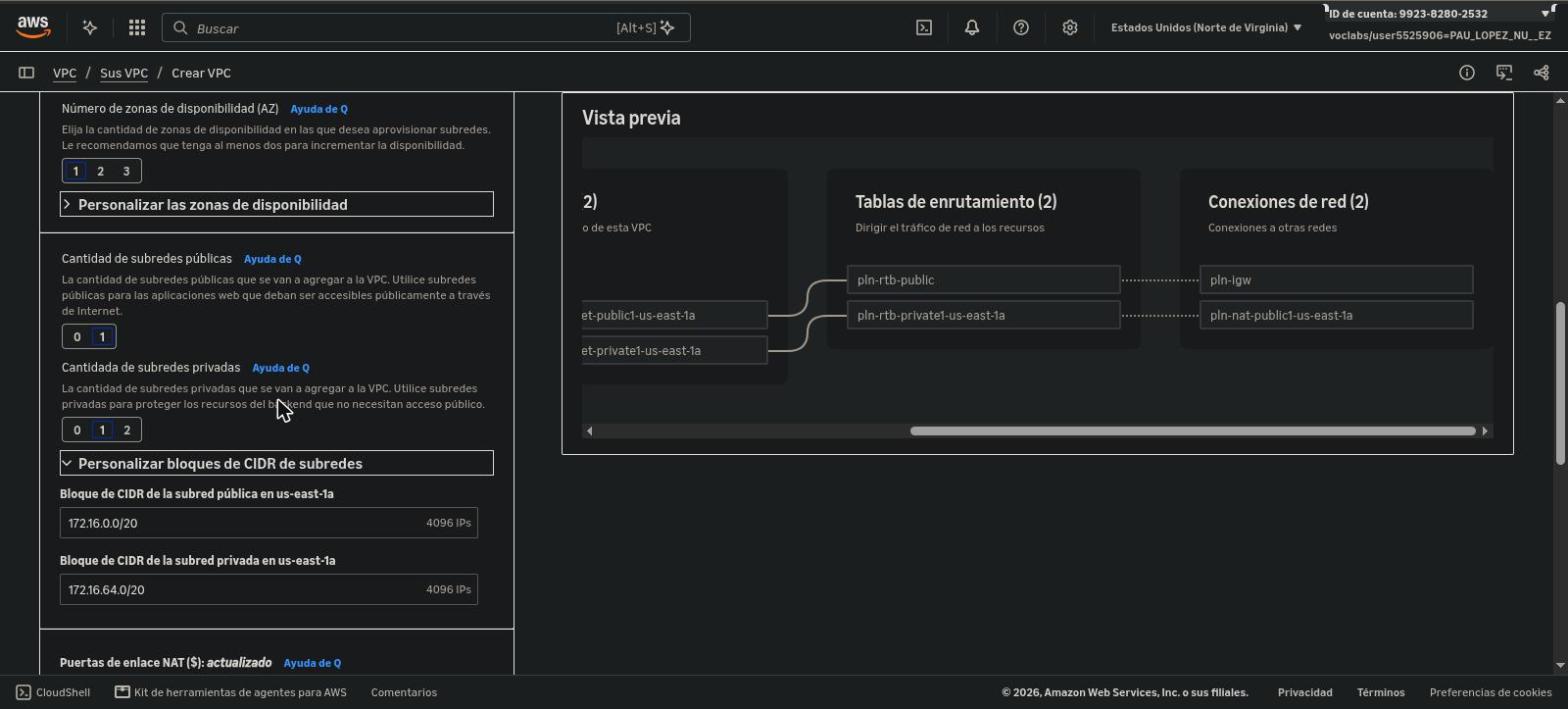 aws
Buscar
[Alt+S]
Estados Unidos (Norte de Virginia)
ID de cuenta: 9923-8280-2532
voclabs/user5525906=PAU_LOPEZ_NU__EZ
VPC / Sus VPC / Crear VPC
Número de zonas de disponibilidad (AZ) Ayuda de Q
Elija la cantidad de zonas de disponibilidad en las que desea aprovisionar subredes.
Le recomendamos que tenga al menos dos para incrementar la disponibilidad.
1 2 3
Personalizar las zonas de disponibilidad
Cantidad de subredes públicas Ayuda de Q
La cantidad de subredes públicas que se van a agregar a la VPC. Utilice subredes
públicas para las aplicaciones web que deban ser accesibles públicamente a través
de Internet.
0 1
Cantidada de subredes privadas Ayuda de Q
La cantidad de subredes privadas que se van a agregar a la VPC. Utilice subredes
privadas para proteger los recursos del backend que no necesitan acceso público.
0 1 2
Personalizar bloques de CIDR de subredes
Bloque de CIDR de la subred pública en us-east-1a
172.16.0.0/20 4096 IPs
Bloque de CIDR de la subred privada en us-east-1a
172.16.64.0/20 4096 IPs
Puertas de enlace NAT ($): actualizado Ayuda de Q
Vista previa
2)
o de esta VPC
et-public1-us-east-1a
et-private1-us-east-1a
Tablas de enrutamiento (2)
Dirigir el tráfico de red a los recursos
pln-rtb-public
pln-rtb-private1-us-east-1a
Conexiones de red (2)
Conexiones a otras redes
pln-igw
pln-nat-public1-us-east-1a
CloudShell
Kit de herramientas de agentes para AWS
Comentarios
© 2026, Amazon Web Services, Inc. o sus filiales.
Privacidad
Términos
Preferencias de cookies